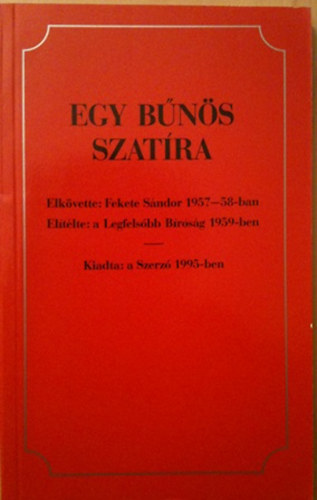 EGY BŰNÖS
SZATÍRA
Elkövette: Fekete Sándor 1957—58-ban
Elítélte: a Legfelsőbb Bíróság 1959-ben
Kiadta: a Szerző 1995-ben